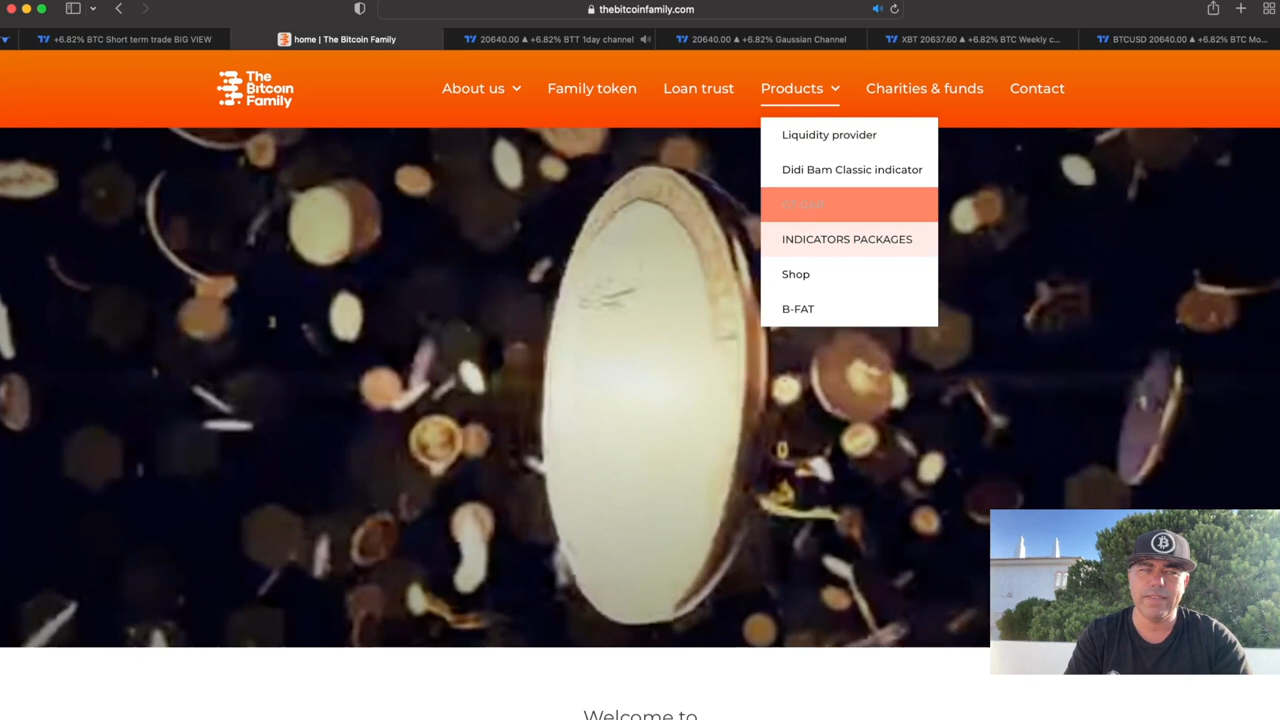 thebitcoinfamily.com
+6.82% BTC Short term trade BIG VIEW
home | The Bitcoin Family
20640.00 ▲ +6.82% BTT 1day channel
20640.00 ▲ +6.82% Gaussian Channel
XBT 20637.60 ▲ +6.82% BTC Weekly c...
BTCUSD 20640.00 ▲ +6.82% BTC Mo...
The
Bitcoin
Family
About us
Family token
Loan trust
Products
Charities & funds
Contact
Liquidity provider
Didi Bam Classic indicator
INDICATORS PACKAGES
Shop
B-FAT
Welcome to